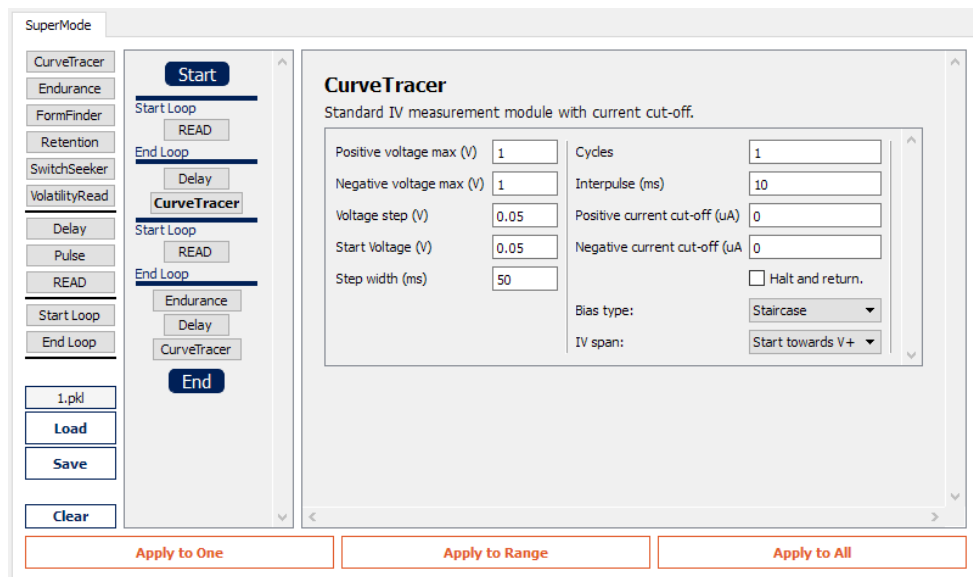 SuperMode
CurveTracer
Endurance
FormFinder
Retention
SwitchSeeker
VolatilityRead
Delay
Pulse
READ
Start Loop
End Loop
1.pkl
Load
Save
Clear
Start
Start Loop
READ
End Loop
Delay
CurveTracer
Start Loop
READ
End Loop
Endurance
Delay
CurveTracer
End
CurveTracer
Standard IV measurement module with current cut-off.
Positive voltage max (V) 1
Negative voltage max (V) 1
Voltage step (V) 0.05
Start Voltage (V) 0.05
Step width (ms) 50
Cycles 1
Interpulse (ms) 10
Positive current cut-off (uA) 0
Negative current cut-off (uA 0
Halt and return.
Bias type: Staircase
IV span: Start towards V+
Apply to One
Apply to Range
Apply to All